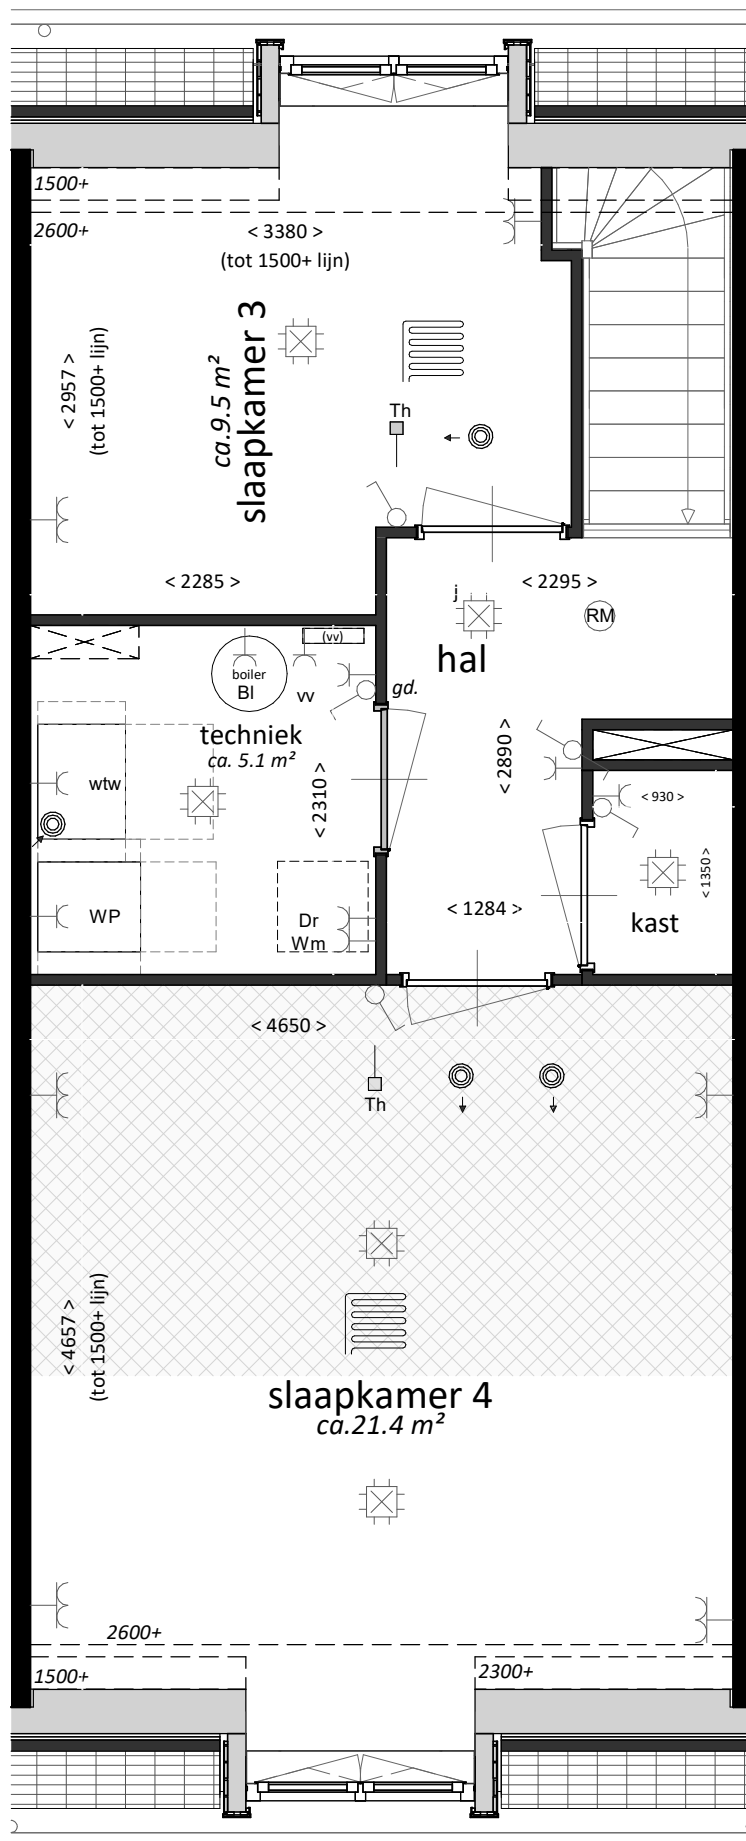 1500+
2600+
< 3380 >
(tot 1500+ lijn)
< 2957 >
(tot 1500+ lijn)
slaapkamer 3
ca.9.5 m²
Th
< 2285 >
< 2295 >
j
RM
hal
(vv)
boiler
BI
vv
gd.
techniek
ca. 5.1 m²
< 2310 >
< 2890 >
wtw
< 930 >
< 1350 >
WP
Dr
Wm
< 1284 >
kast
< 4650 >
Th
< 4657 >
(tot 1500+ lijn)
slaapkamer 4
ca.21.4 m²
2600+
1500+
2300+